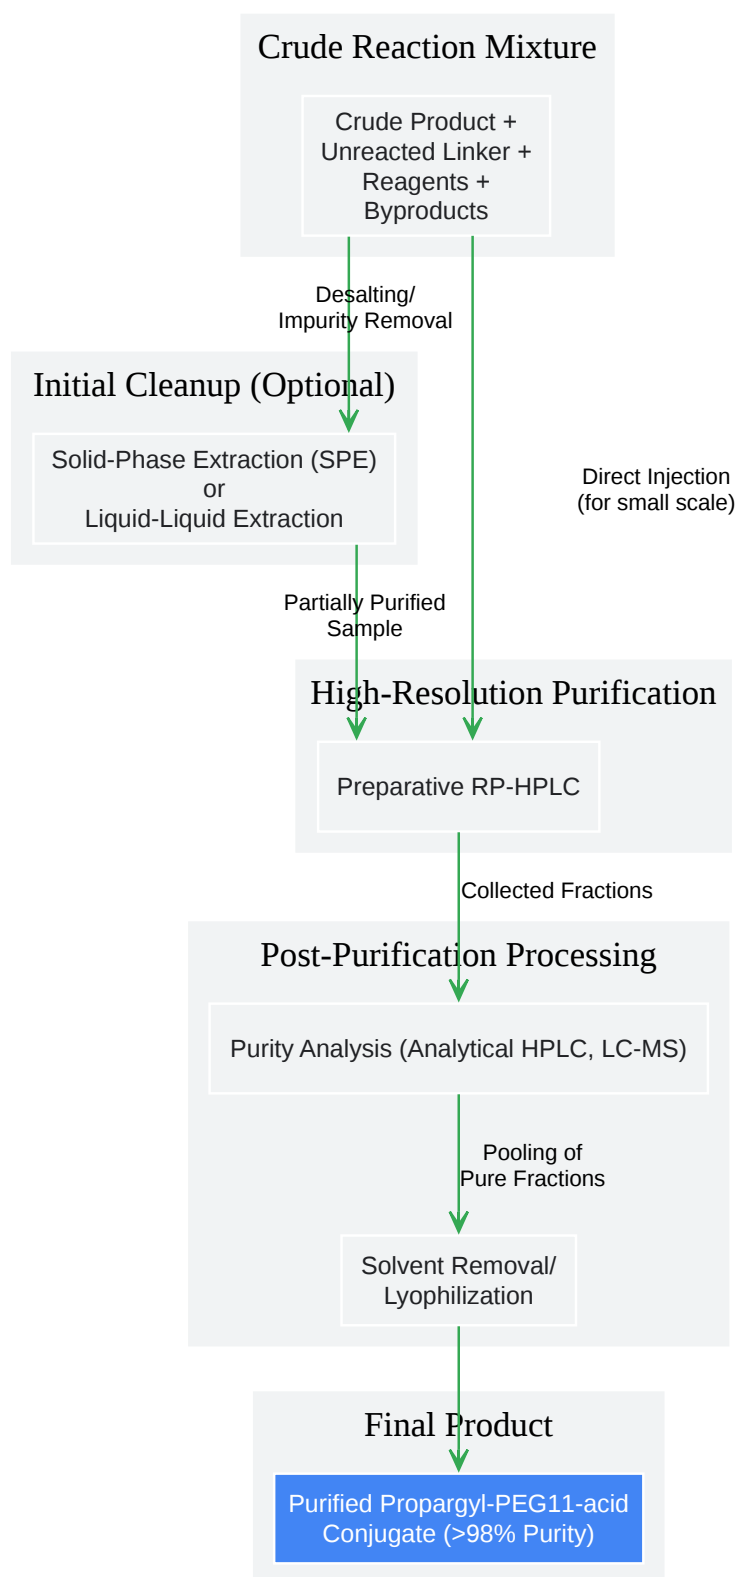 Crude Reaction Mixture
Crude Product +
Unreacted Linker +
Reagents +
Byproducts
Desalting/
Impurity Removal
Initial Cleanup (Optional)
Solid-Phase Extraction (SPE)
or
Liquid-Liquid Extraction
Direct Injection
(for small scale)
Partially Purified
Sample
High-Resolution Purification
Preparative RP-HPLC
Collected Fractions
Post-Purification Processing
Purity Analysis (Analytical HPLC, LC-MS)
Pooling of
Pure Fractions
Solvent Removal/
Lyophilization
Final Product
Purified Propargyl-PEG11-acid
Conjugate (>98% Purity)